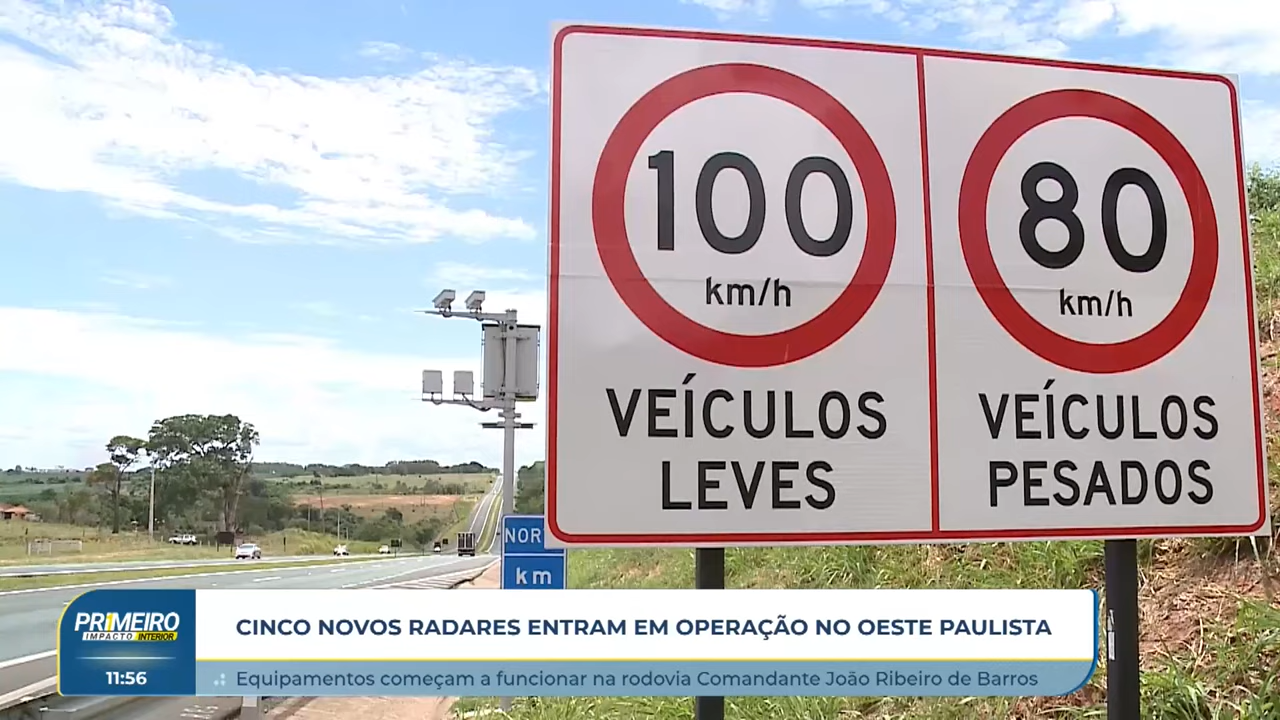 100
km/h
VEÍCULOS
LEVES
80
km/h
VEÍCULOS
PESADOS
km
PRIMEIRO
IMPACTO INTERIOR
11:56
CINCO NOVOS RADARES ENTRAM EM OPERAÇÃO NO OESTE PAULISTA
Equipamentos começam a funcionar na rodovia Comandante João Ribeiro de Barros